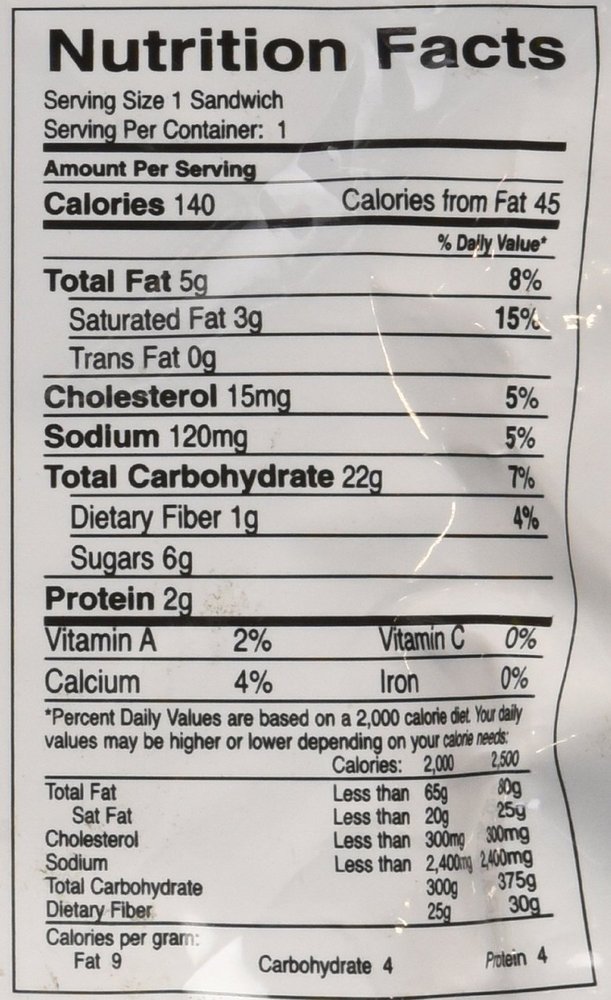 Nutrition Facts
Serving Size 1 Sandwich
Serving Per Container: 1
Amount Per Serving
Calories 140 Calories from Fat 45
% Daily Value*
Total Fat 5g 8%
Saturated Fat 3g 15%
Trans Fat 0g
Cholesterol 15mg 5%
Sodium 120mg 5%
Total Carbohydrate 22g 7%
Dietary Fiber 1g 4%
Sugars 6g
Protein 2g
Vitamin A 2% Vitamin C 0%
Calcium 4% Iron 0%
*Percent Daily Values are based on a 2,000 calorie diet. Your daily
values may be higher or lower depending on your calorie needs:
Calories: 2,000 2,500
Total Fat Less than 65g 80g
Sat Fat Less than 20g 25g
Cholesterol Less than 300mg 300mg
Sodium Less than 2,400mg 2,400mg
Total Carbohydrate 300g 375g
Dietary Fiber 25g 30g
Calories per gram:
Fat 9 Carbohydrate 4 Protein 4